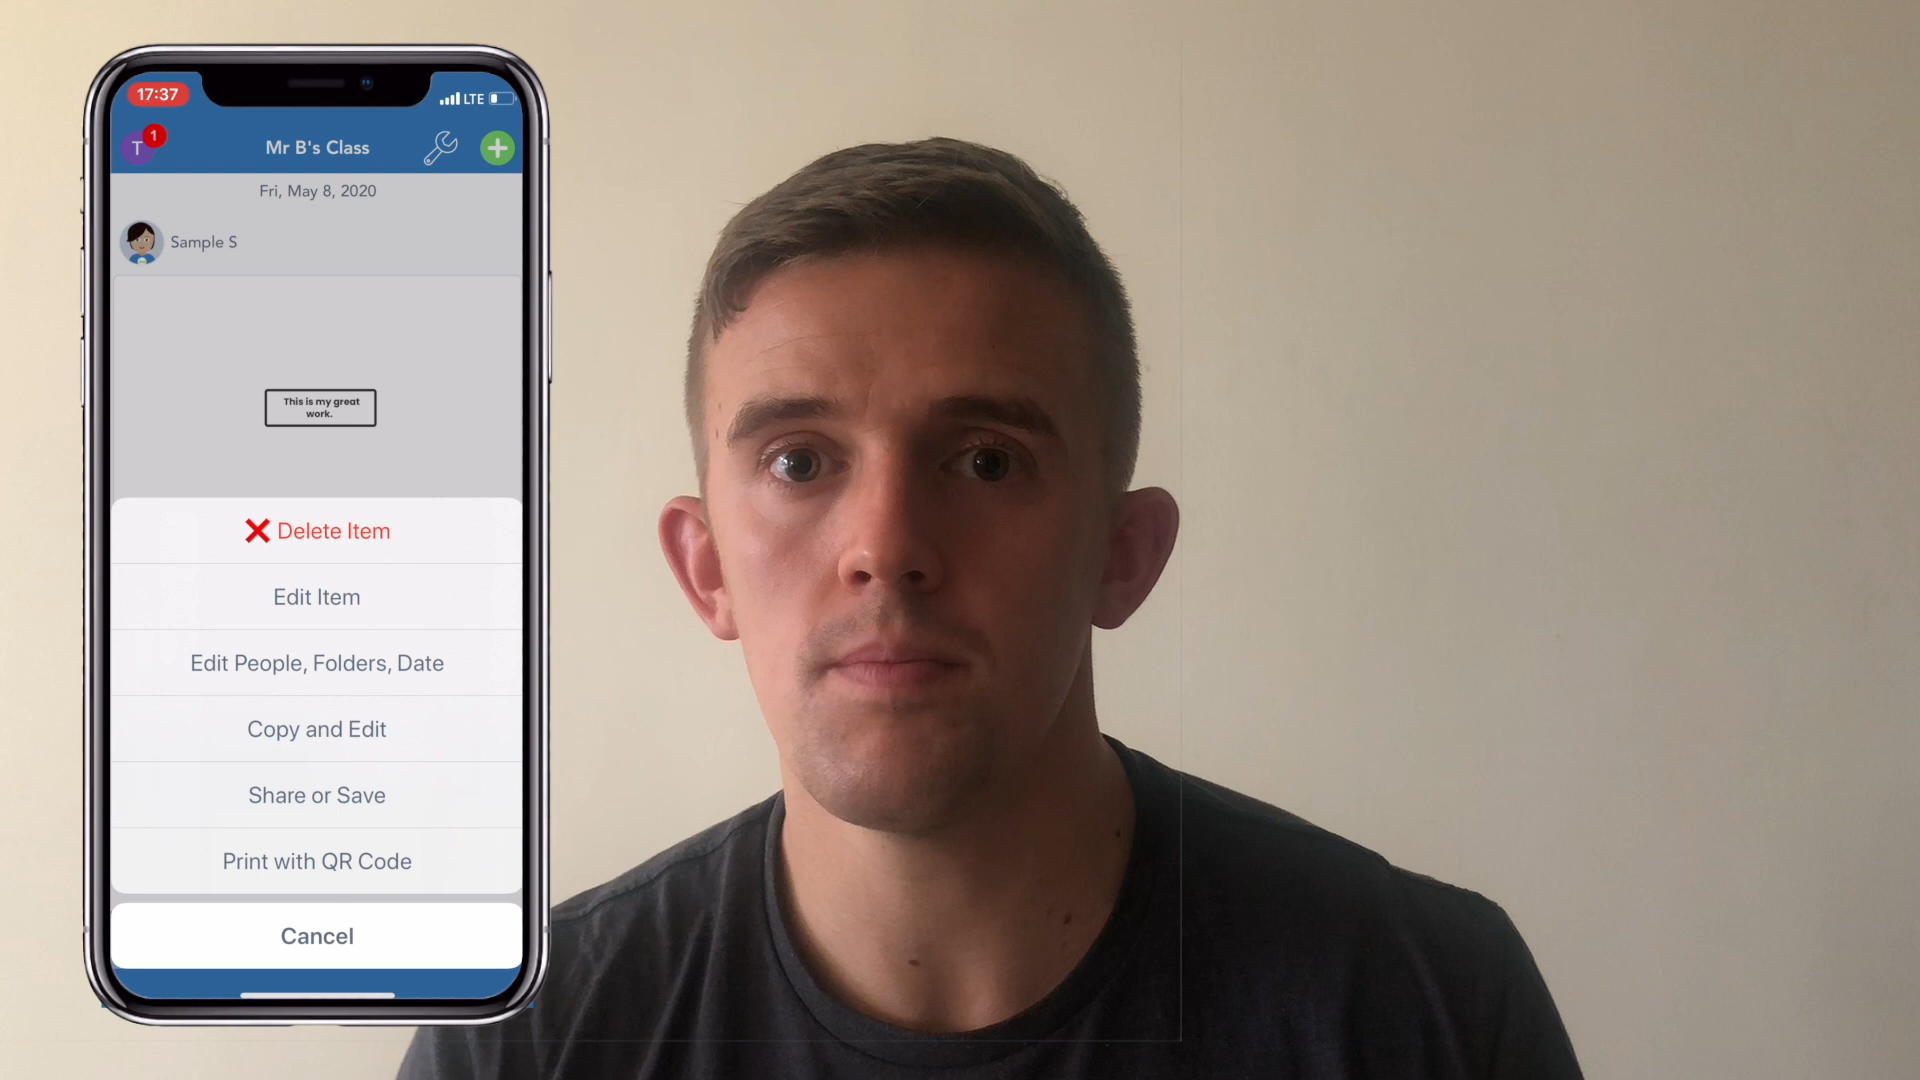 17:37
LTE
T
1
Mr B's Class
Fri, May 8, 2020
Sample S
This is my great
work.
Delete Item
Edit Item
Edit People, Folders, Date
Copy and Edit
Share or Save
Print with QR Code
Cancel